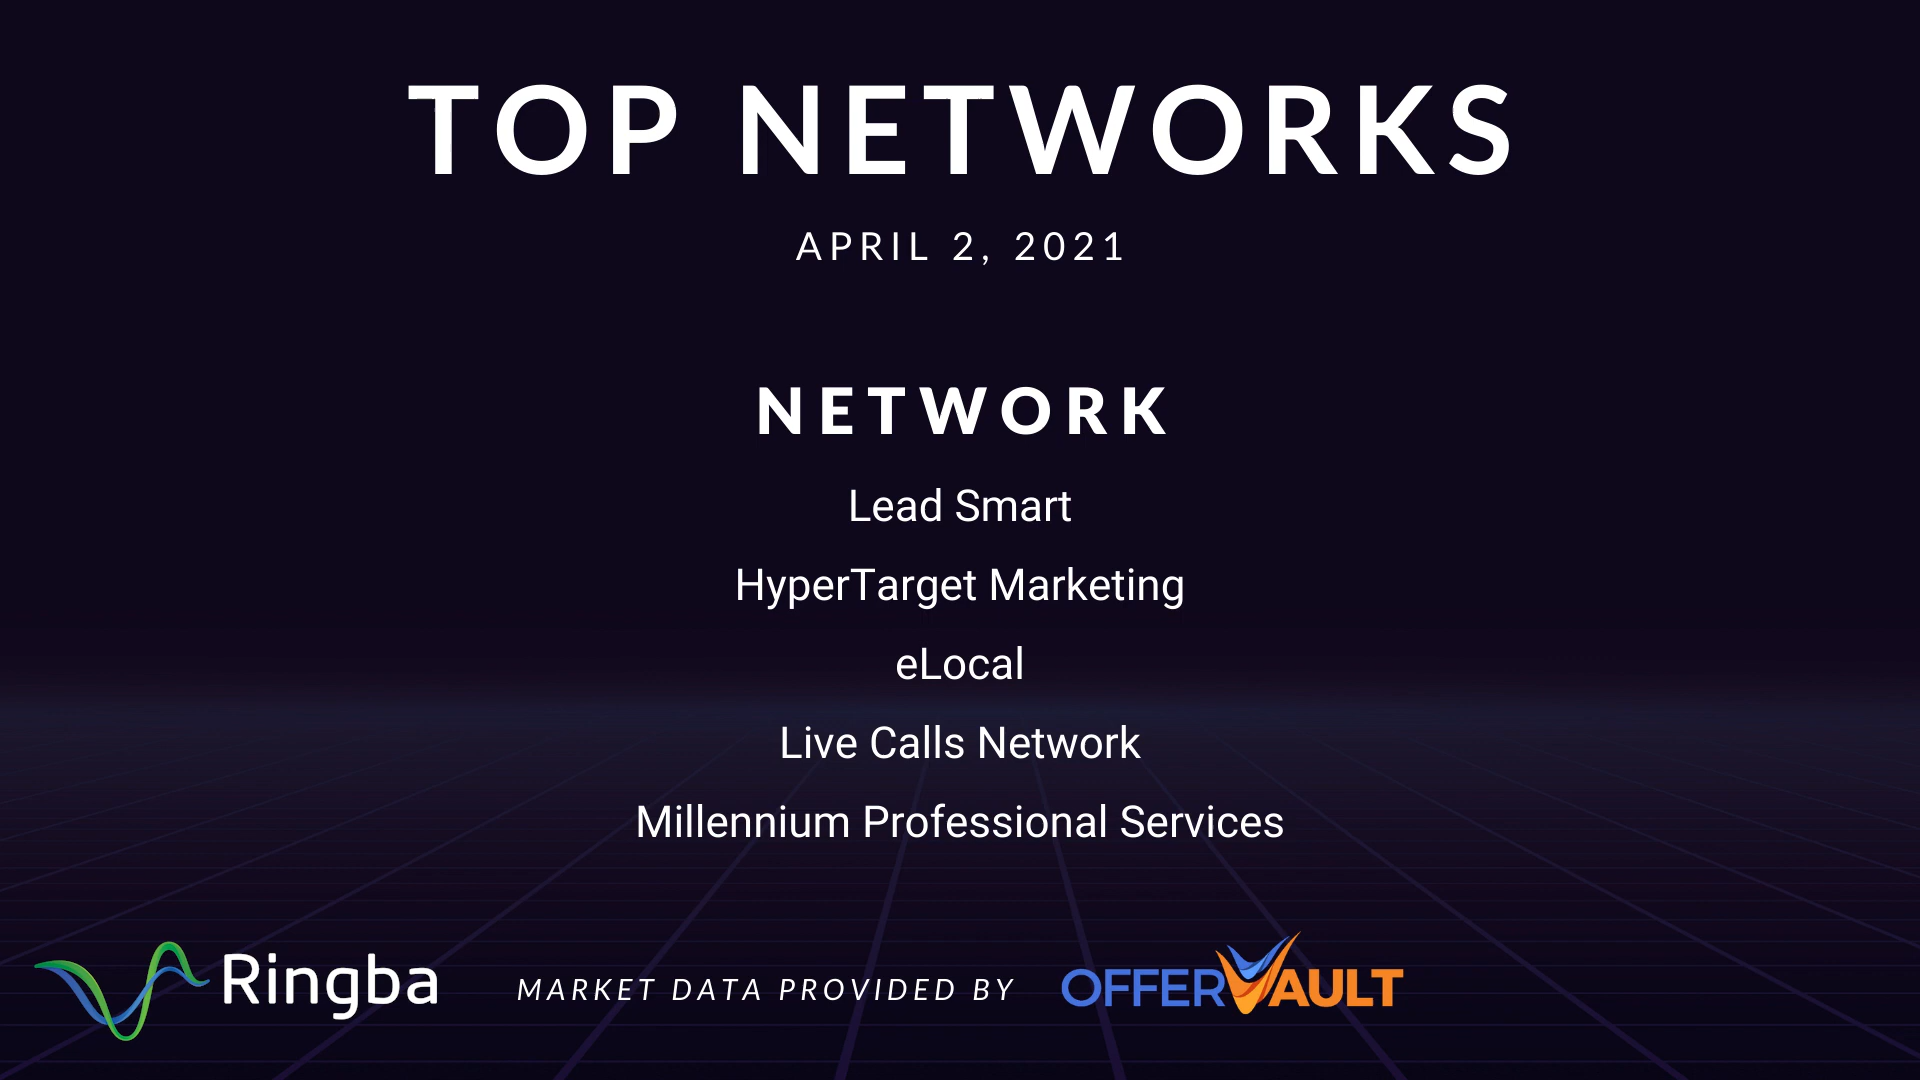 TOP NETWORKS
APRIL 2, 2021
NETWORK
Lead Smart
HyperTarget Marketing
eLocal
Live Calls Network
Millennium Professional Services
Ringba
MARKET DATA PROVIDED BY
OFFERVAULT